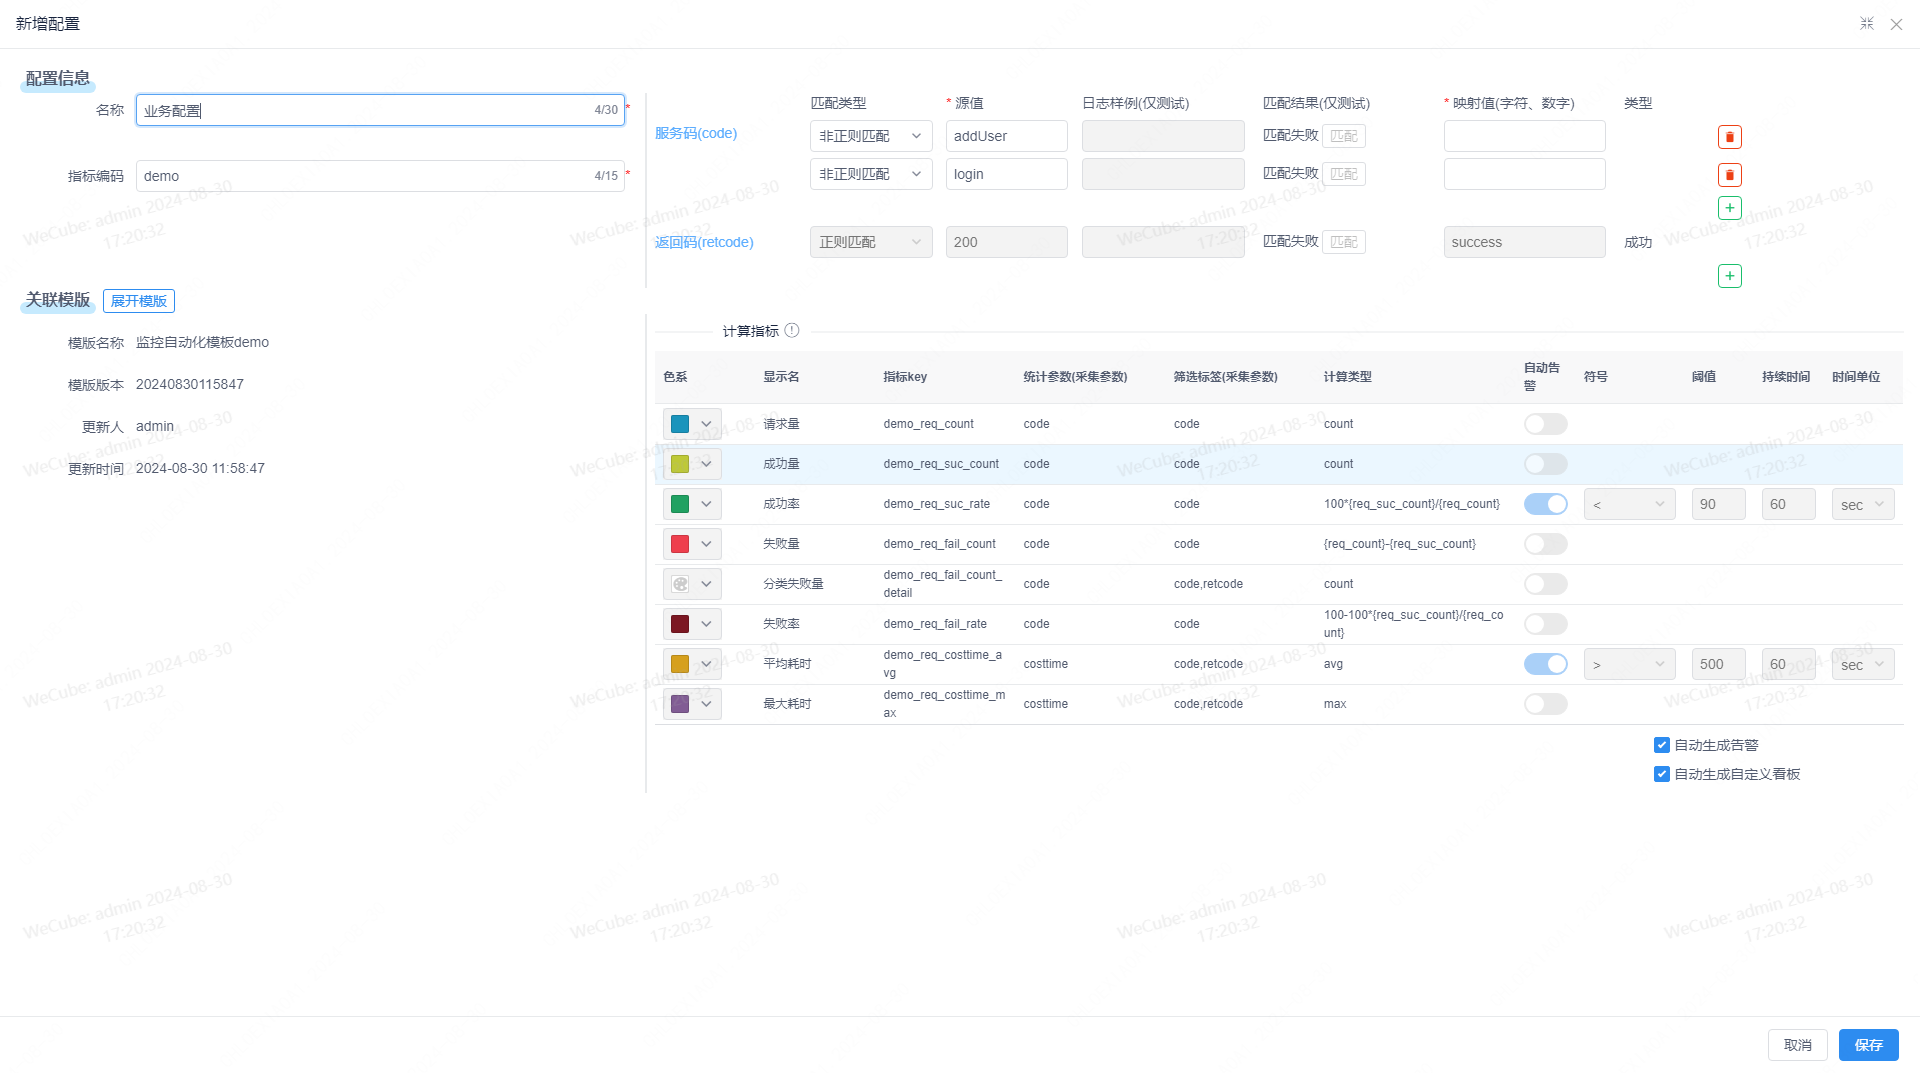 新增配置
配置信息
名称 业务配置 4/30 *
指标编码 demo 4/15 *
匹配类型 * 源值 日志样例(仅测试) 匹配结果(仅测试) * 映射值(字符、数字) 类型
服务码(code) 非正则匹配 addUser 匹配失败 匹配
非正则匹配 login 匹配失败 匹配
返回码(retcode) 正则匹配 200 匹配失败 匹配 success 成功
关联模版 展开模版
模版名称 监控自动化模板demo
模版版本 20240830115847
更新人 admin
更新时间 2024-08-30 11:58:47
计算指标
色系 显示名 指标key 统计参数(采集参数) 筛选标签(采集参数) 计算类型 自动告警 符号 阈值 持续时间 时间单位
请求量 demo_req_count code code count
成功量 demo_req_suc_count code code count
成功率 demo_req_suc_rate code code 100*{req_suc_count}/{req_count} < 90 60 sec
失败量 demo_req_fail_count code code {req_count}-{req_suc_count}
分类失败量 demo_req_fail_count_detail code code,retcode count
失败率 demo_req_fail_rate code code 100-100*{req_suc_count}/{req_count}
平均耗时 demo_req_costtime_avg costtime code,retcode avg > 500 60 sec
最大耗时 demo_req_costtime_max costtime code,retcode max
自动生成告警
自动生成自定义看板
取消 保存
WeCube: admin 2024-08-30
17:20:32